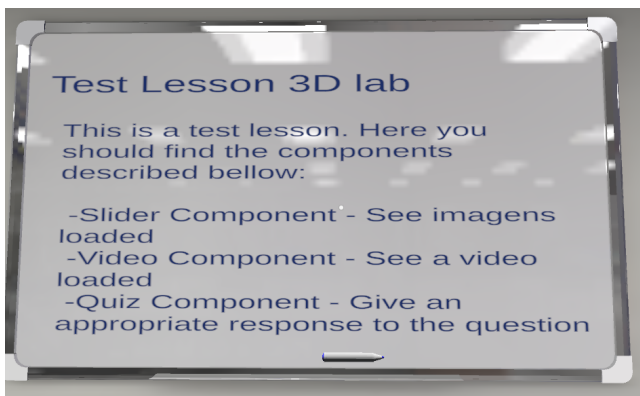 Test Lesson 3D lab
This is a test lesson. Here you
should find the components
described bellow:
-Slider Component - See imagens
loaded
-Video Component - See a video
loaded
-Quiz Component - Give an
appropriate response to the question